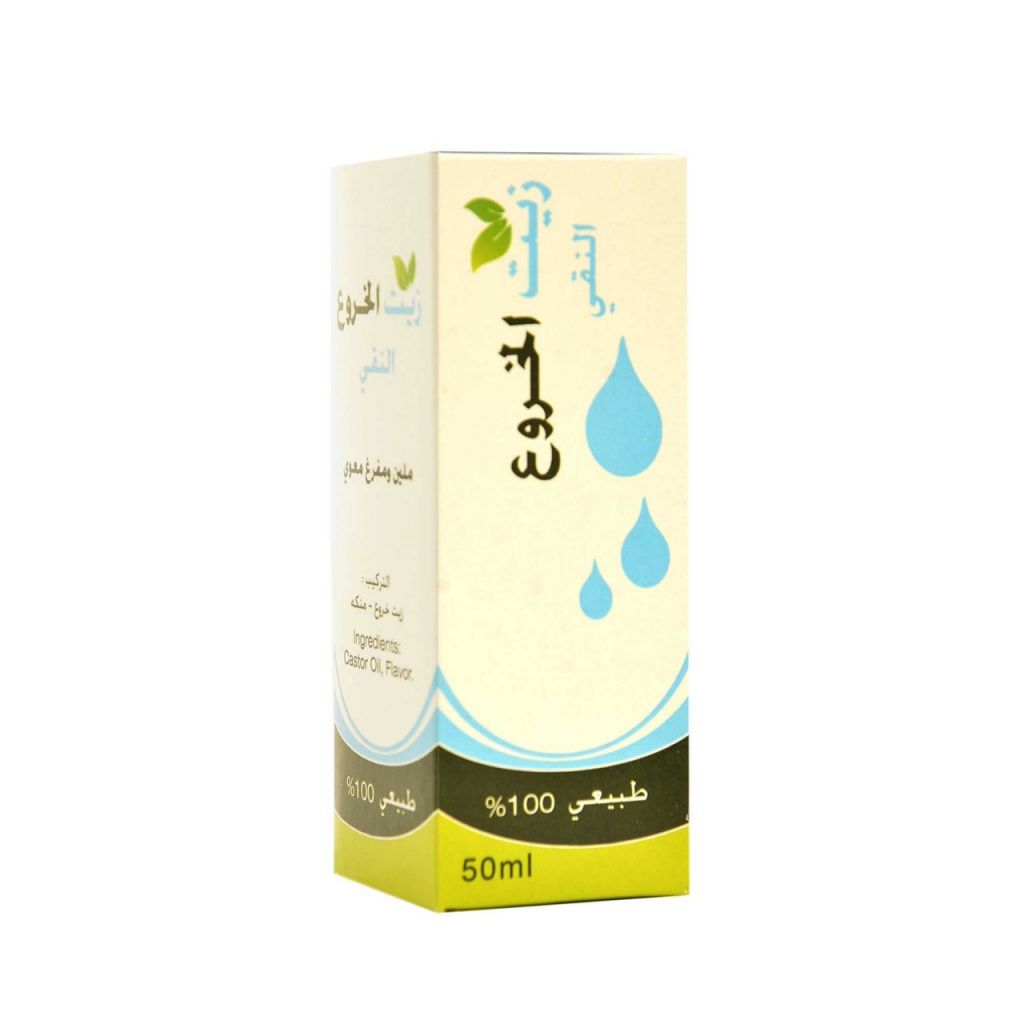 زيت الخروع
النقي
طبيعي 100%
50ml
زيت الخروع
النقي
ملين ومفرغ معوي
التركيب:
زيت خروع - منكه
Ingredients:
Castor Oil, Flavor.
طبيعي 100%